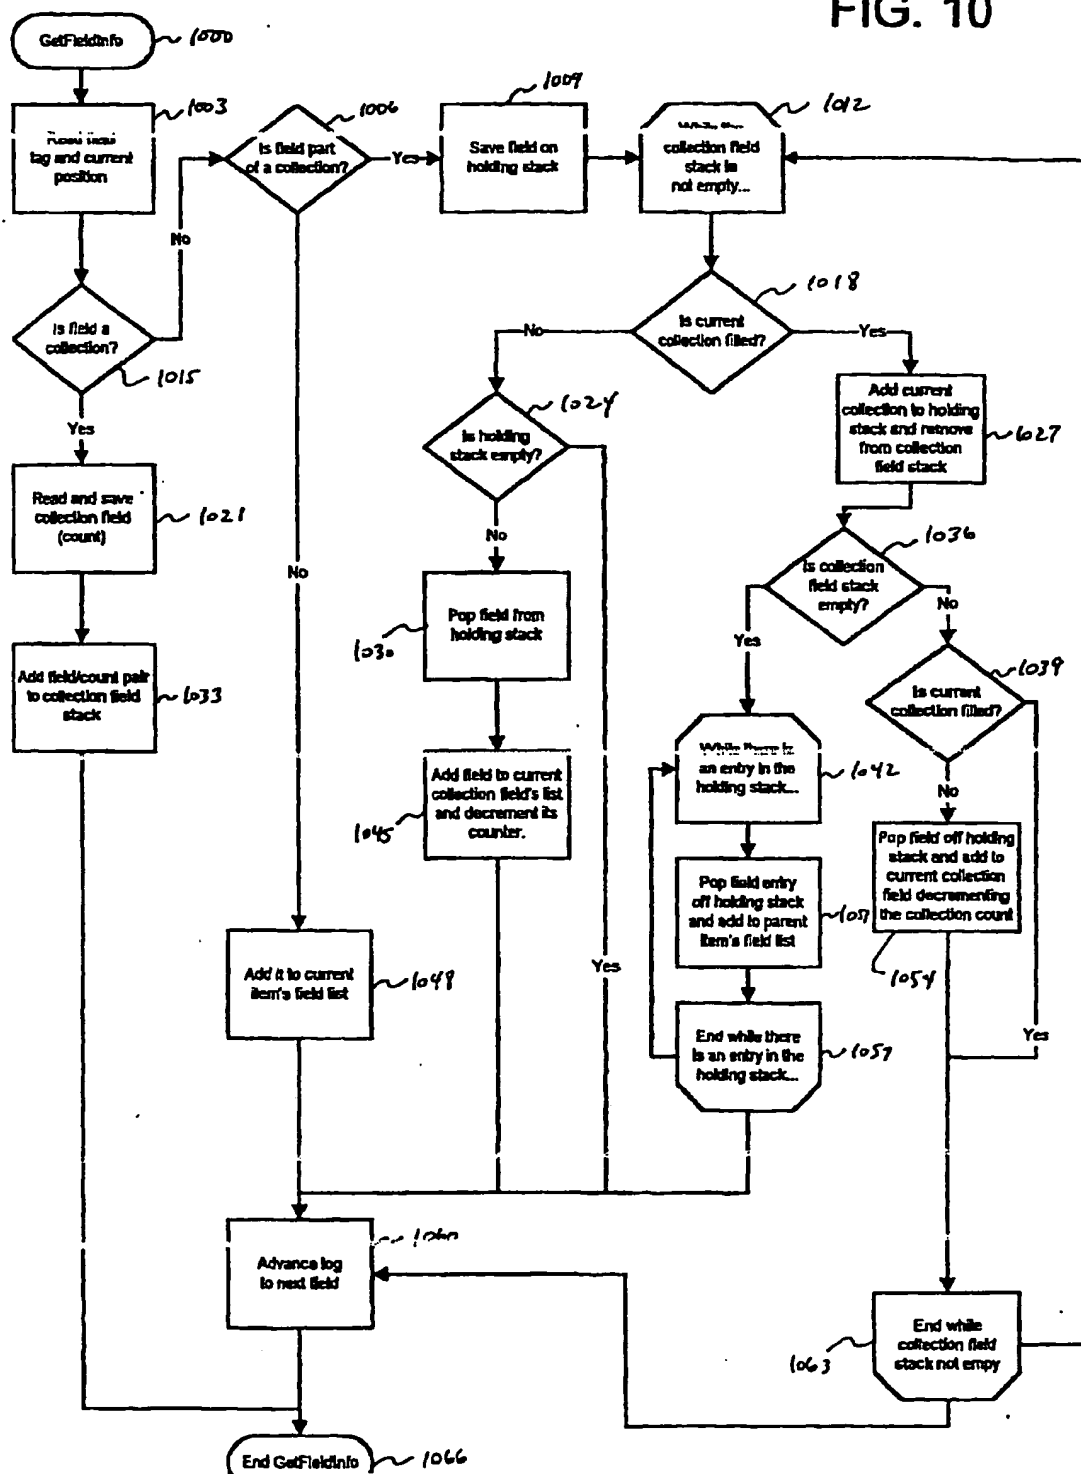 FIG. 10
GetFieldInfo
1000
Read field
tag and current
position
1003
Is field part
of a collection?
1006
Yes
Save field on
holding stack
1009
While the
collection field
stack is
not empty...
1012
No
Is field a
collection?
1015
Yes
Is current
collection filled?
1018
No
Yes
Read and save
collection field
(count)
1021
Is holding
stack empty?
1024
No
Yes
Add current
collection to holding
stack and remove
from collection
field stack
1027
No
Pop field from
holding stack
1030
Is collection
field stack
empty?
1036
Yes
No
Add field/count pair
to collection field
stack
1033
Is current
collection filled?
1039
No
Yes
While there is
an entry in the
holding stack...
1042
Add field to current
collection field's list
and decrement its
counter.
1045
Pop field entry
off holding stack
and add to parent
item's field list
Pop field off holding
stack and add to
current collection
field decrementing
the collection count
1054
Add it to current
item's field list
1048
End while there
is an entry in the
holding stack...
1057
Advance log
to next field
1060
End while
collection field
stack not empy
1063
End GetFieldInfo
1066